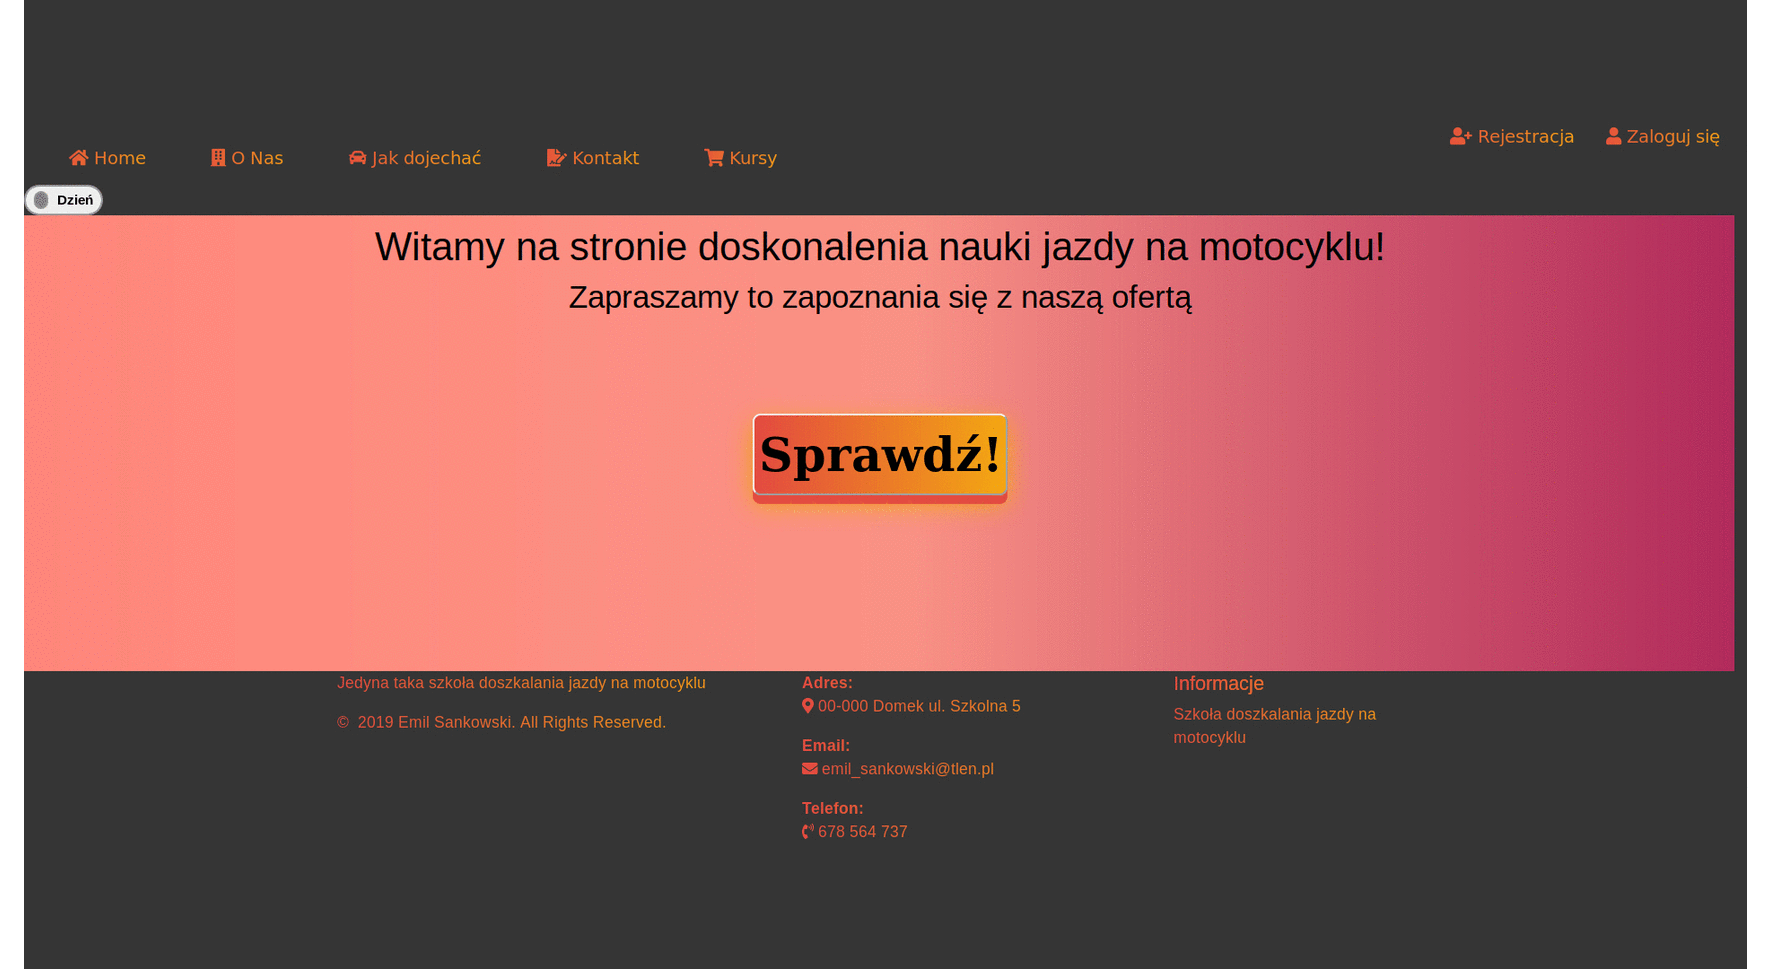 Rejestracja Zaloguj się
Home O Nas Jak dojechać Kontakt Kursy
Dzień
Witamy na stronie doskonalenia nauki jazdy na motocyklu!
Zapraszamy to zapoznania się z naszą ofertą
Sprawdź!
Jedyna taka szkoła doszkalania jazdy na motocyklu
© 2019 Emil Sankowski. All Rights Reserved.
Adres:
00-000 Domek ul. Szkolna 5
Email:
emil_sankowski@tlen.pl
Telefon:
678 564 737
Informacje
Szkoła doszkalania jazdy na
motocyklu